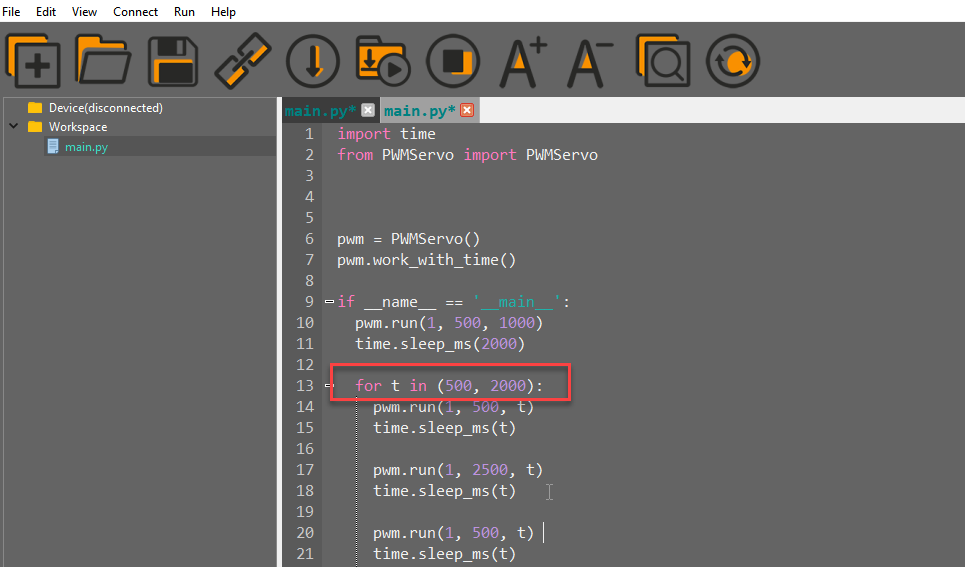 File Edit View Connect Run Help
Device(disconnected)
Workspace
main.py
main.py* main.py*
1 import time
2 from PWMServo import PWMServo
3
4
5
6 pwm = PWMServo()
7 pwm.work_with_time()
8
9 if __name__ == '__main__':
10 pwm.run(1, 500, 1000)
11 time.sleep_ms(2000)
12
13 for t in (500, 2000):
14 pwm.run(1, 500, t)
15 time.sleep_ms(t)
16
17 pwm.run(1, 2500, t)
18 time.sleep_ms(t)
19
20 pwm.run(1, 500, t)
21 time.sleep_ms(t)